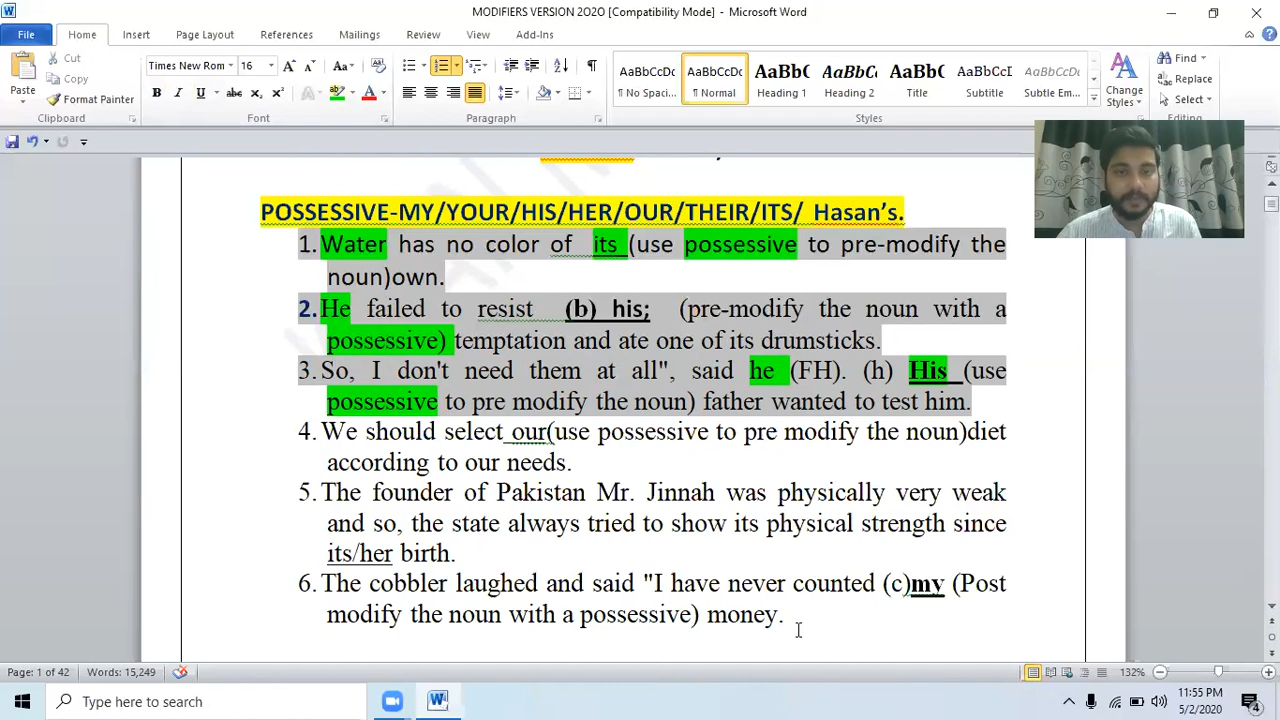 MODIFIERS VERSION 2020 [Compatibility Mode] - Microsoft Word
File Home Insert Page Layout References Mailings Review View Add-Ins
Cut
Copy
Format Painter
Paste
Clipboard
Times New Rom 16
Font
Paragraph
AaBbCcDc AaBbCcDc AaBbC AaBbCc AaBbC AaBbCcD AaBbCcDc
¶ No Spaci... ¶ Normal Heading 1 Heading 2 Title Subtitle Subtle Em...
Styles
Change Styles
Find
Replace
Select
Editing
POSSESSIVE-MY/YOUR/HIS/HER/OUR/THEIR/ITS/ Hasan’s.
1. Water has no color of its (use possessive to pre-modify the
noun)own.
2. He failed to resist (b) his; (pre-modify the noun with a
possessive) temptation and ate one of its drumsticks.
3. So, I don't need them at all", said he (FH). (h) His (use
possessive to pre modify the noun) father wanted to test him.
4. We should select our(use possessive to pre modify the noun)diet
according to our needs.
5. The founder of Pakistan Mr. Jinnah was physically very weak
and so, the state always tried to show its physical strength since
its/her birth.
6. The cobbler laughed and said "I have never counted (c)my (Post
modify the noun with a possessive) money.
Page: 1 of 42 Words: 15,249 132%
Type here to search
11:55 PM
5/2/2020
4